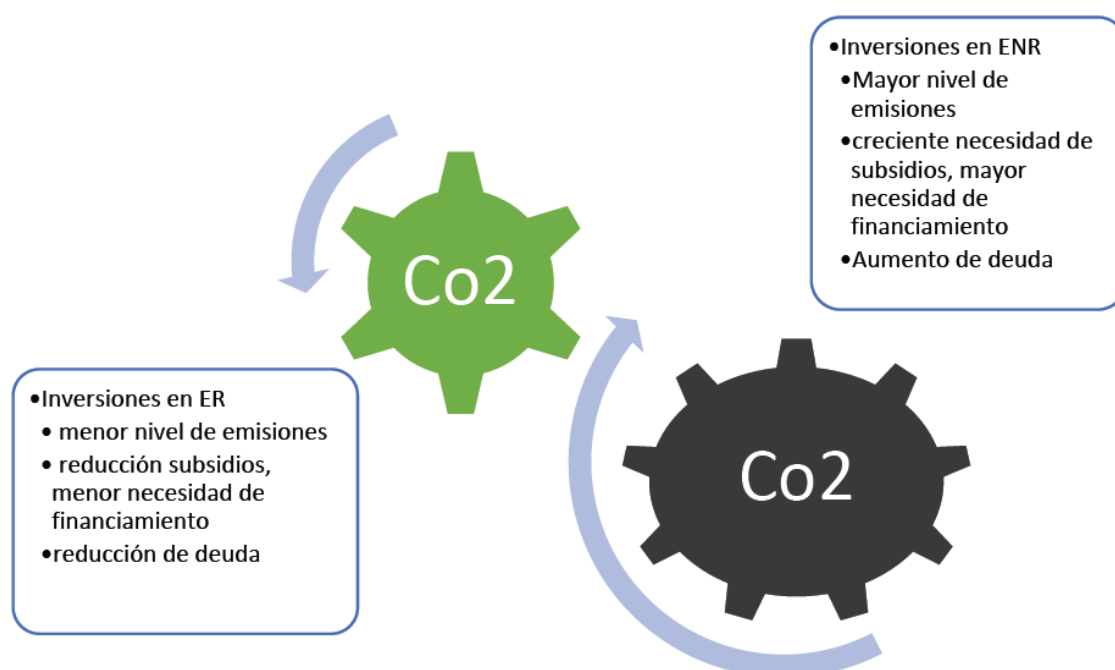 •Inversiones en ENR
•Mayor nivel de
emisiones
•creciente necesidad de
subsidios, mayor
necesidad de
financiamiento
•Aumento de deuda
Co2
•Inversiones en ER
• menor nivel de emisiones
• reducción subsidios,
menor necesidad de
financiamiento
•reducción de deuda
Co2